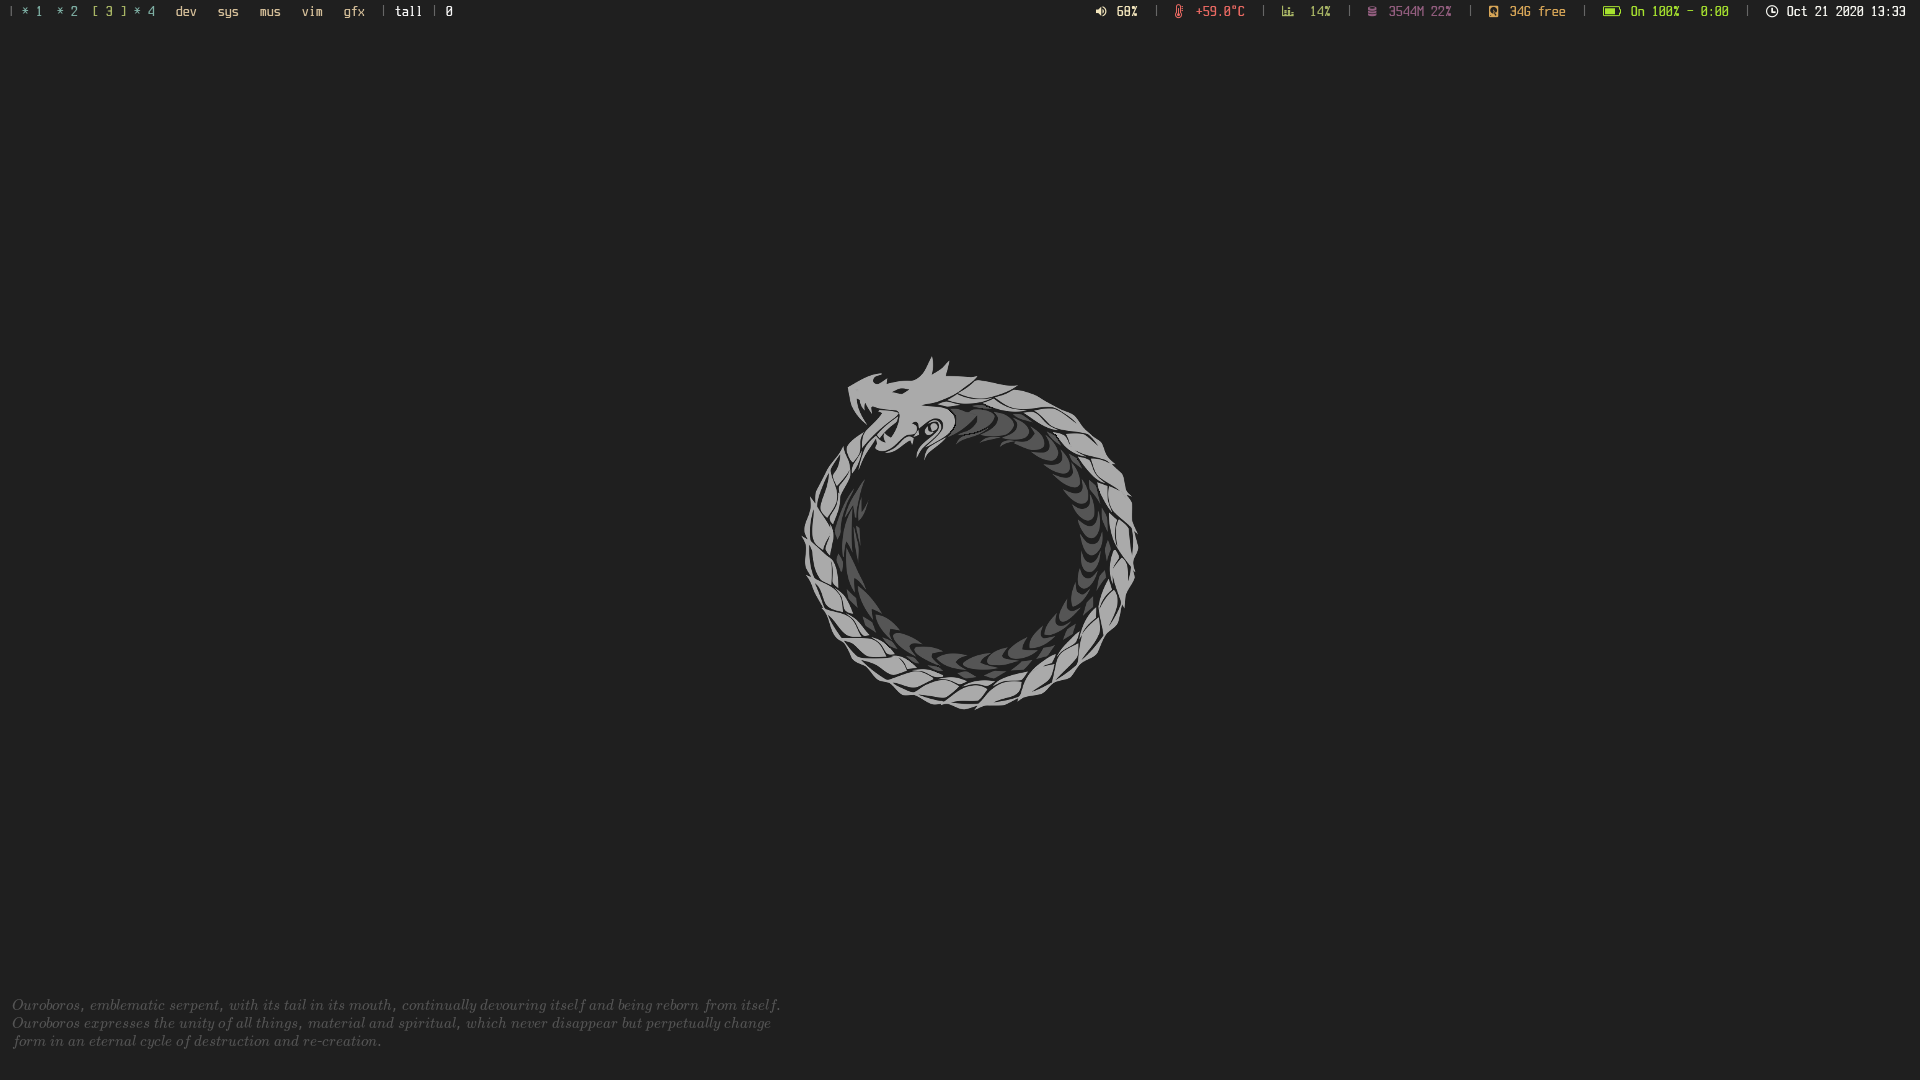 | * 1 * 2 [ 3 ] * 4 dev sys mus vim gfx | tall | 0
68% | +59.0°C | 14% | 3544M 22% | 34G free | On 100% - 0:00 | Oct 21 2020 13:33
Ouroboros, emblematic serpent, with its tail in its mouth, continually devouring itself and being reborn from itself.
Ouroboros expresses the unity of all things, material and spiritual, which never disappear but perpetually change
form in an eternal cycle of destruction and re-creation.